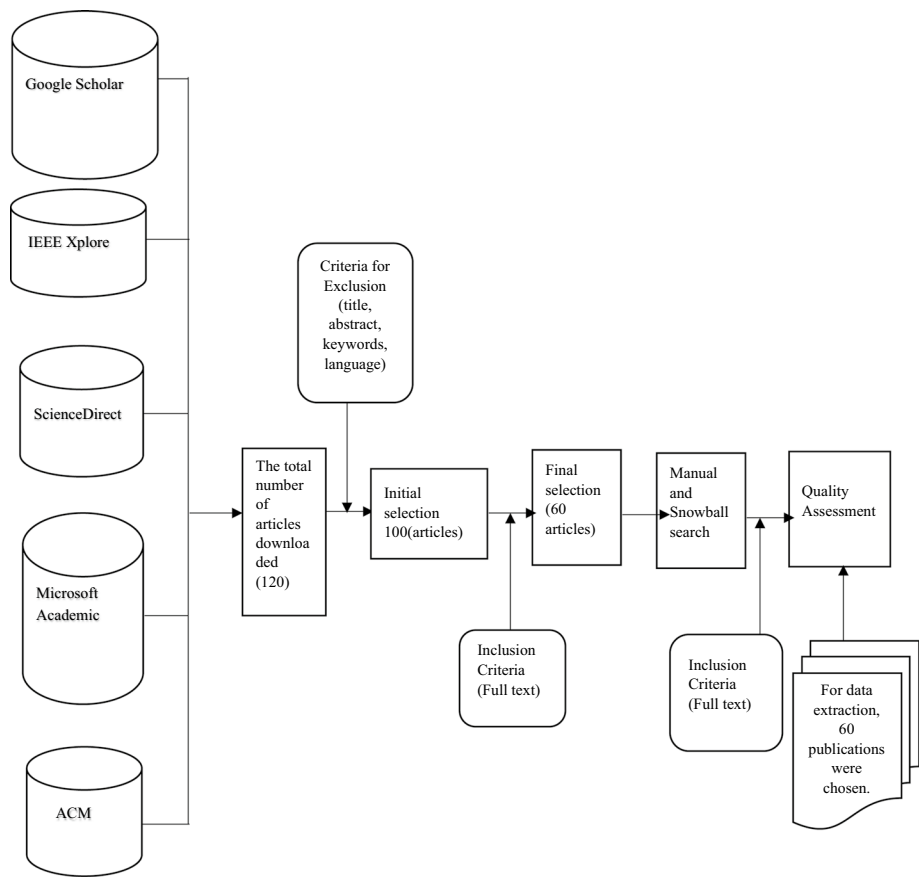 Google Scholar
IEEE Xplore
ScienceDirect
Microsoft
Academic
ACM
The total
number
of
articles
downloa
ded
(120)
Criteria for
Exclusion
(title,
abstract,
keywords,
language)
Initial
selection
100(articles)
Inclusion
Criteria
(Full text)
Final
selection
(60
articles)
Manual
and
Snowball
search
Inclusion
Criteria
(Full text)
Quality
Assessment
For data
extraction,
60
publications
were
chosen.